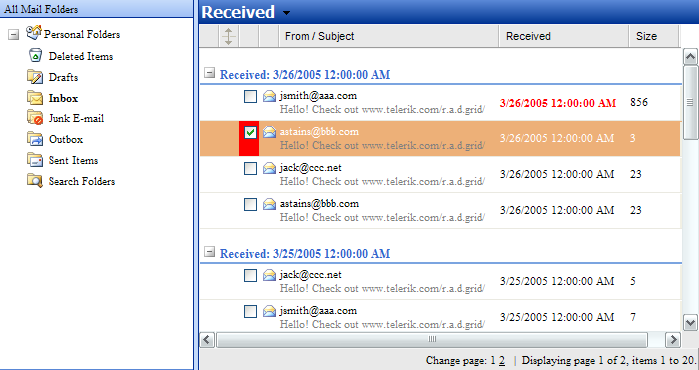 All Mail Folders
Personal Folders
Deleted Items
Drafts
Inbox
Junk E-mail
Outbox
Sent Items
Search Folders
Received
From / Subject Received Size
Received: 3/26/2005 12:00:00 AM
jsmith@aaa.com
Hello! Check out www.telerik.com/r.a.d.grid/
3/26/2005 12:00:00 AM 856
astains@bbb.com
Hello! Check out www.telerik.com/r.a.d.grid/
3/26/2005 12:00:00 AM 3
jack@ccc.net
Hello! Check out www.telerik.com/r.a.d.grid/
3/26/2005 12:00:00 AM 23
astains@bbb.com
Hello! Check out www.telerik.com/r.a.d.grid/
3/26/2005 12:00:00 AM 23
Received: 3/25/2005 12:00:00 AM
jack@ccc.net
Hello! Check out www.telerik.com/r.a.d.grid/
3/25/2005 12:00:00 AM 5
jsmith@aaa.com
Hello! Check out www.telerik.com/r.a.d.grid/
3/25/2005 12:00:00 AM 7
Change page: 1 2 | Displaying page 1 of 2, items 1 to 20.